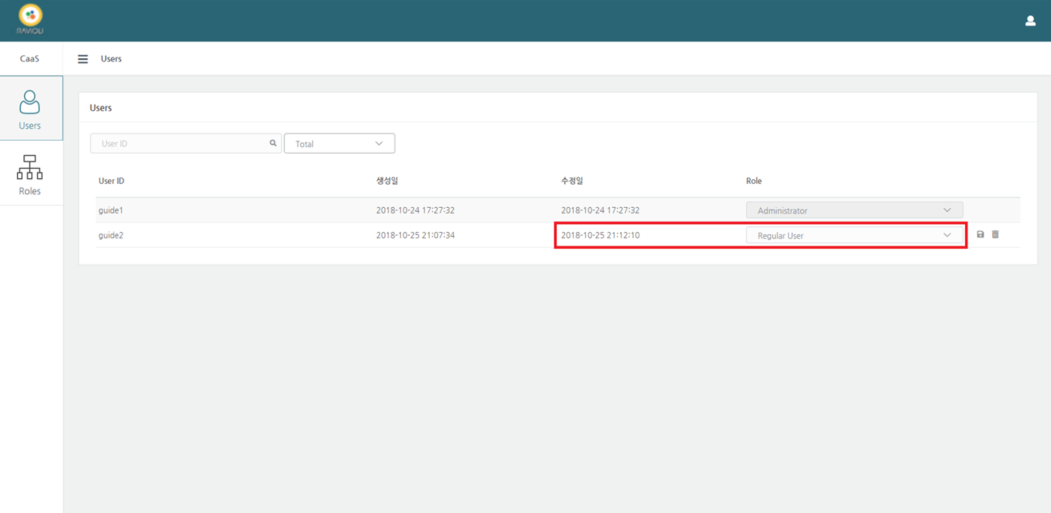 RAVIOLI
CaaS
Users
Users
Roles
Users
User ID
Total
User ID 생성일 수정일 Role
guide1 2018-10-24 17:27:32 2018-10-24 17:27:32 Administrator
guide2 2018-10-25 21:07:34 2018-10-25 21:12:10 Regular User